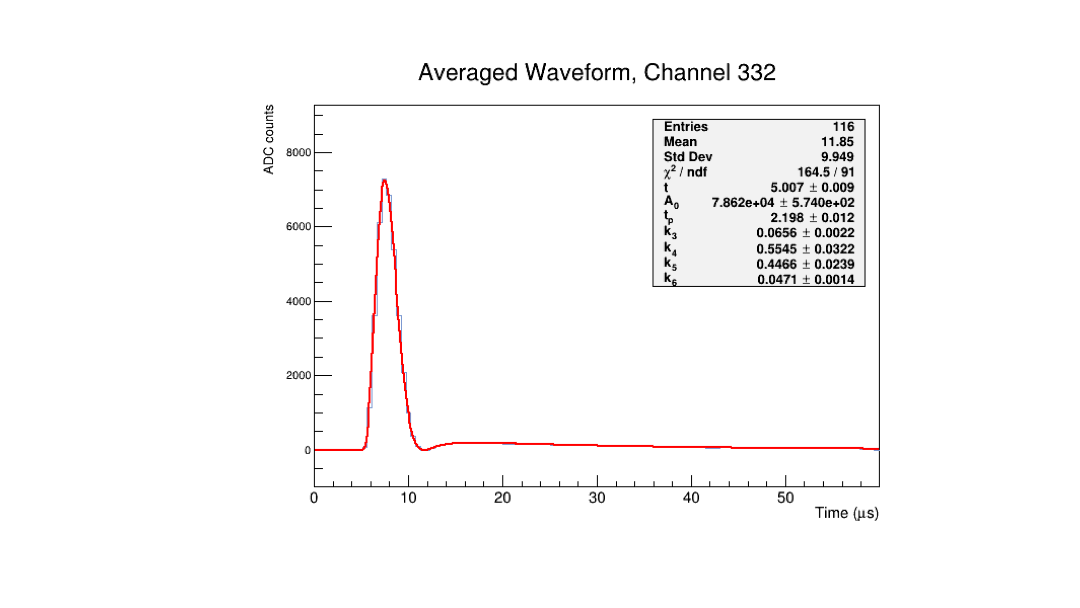 Averaged Waveform, Channel 332
ADC counts
Entries 116
Mean 11.85
Std Dev 9.949
χ² / ndf 164.5 / 91
t 5.007 ± 0.009
A₀ 7.862e+04 ± 5.740e+02
tₚ 2.198 ± 0.012
k₃ 0.0656 ± 0.0022
k₄ 0.5545 ± 0.0322
k₅ 0.4466 ± 0.0239
k₆ 0.0471 ± 0.0014
8000
6000
4000
2000
0
0 10 20 30 40 50
Time (μs)